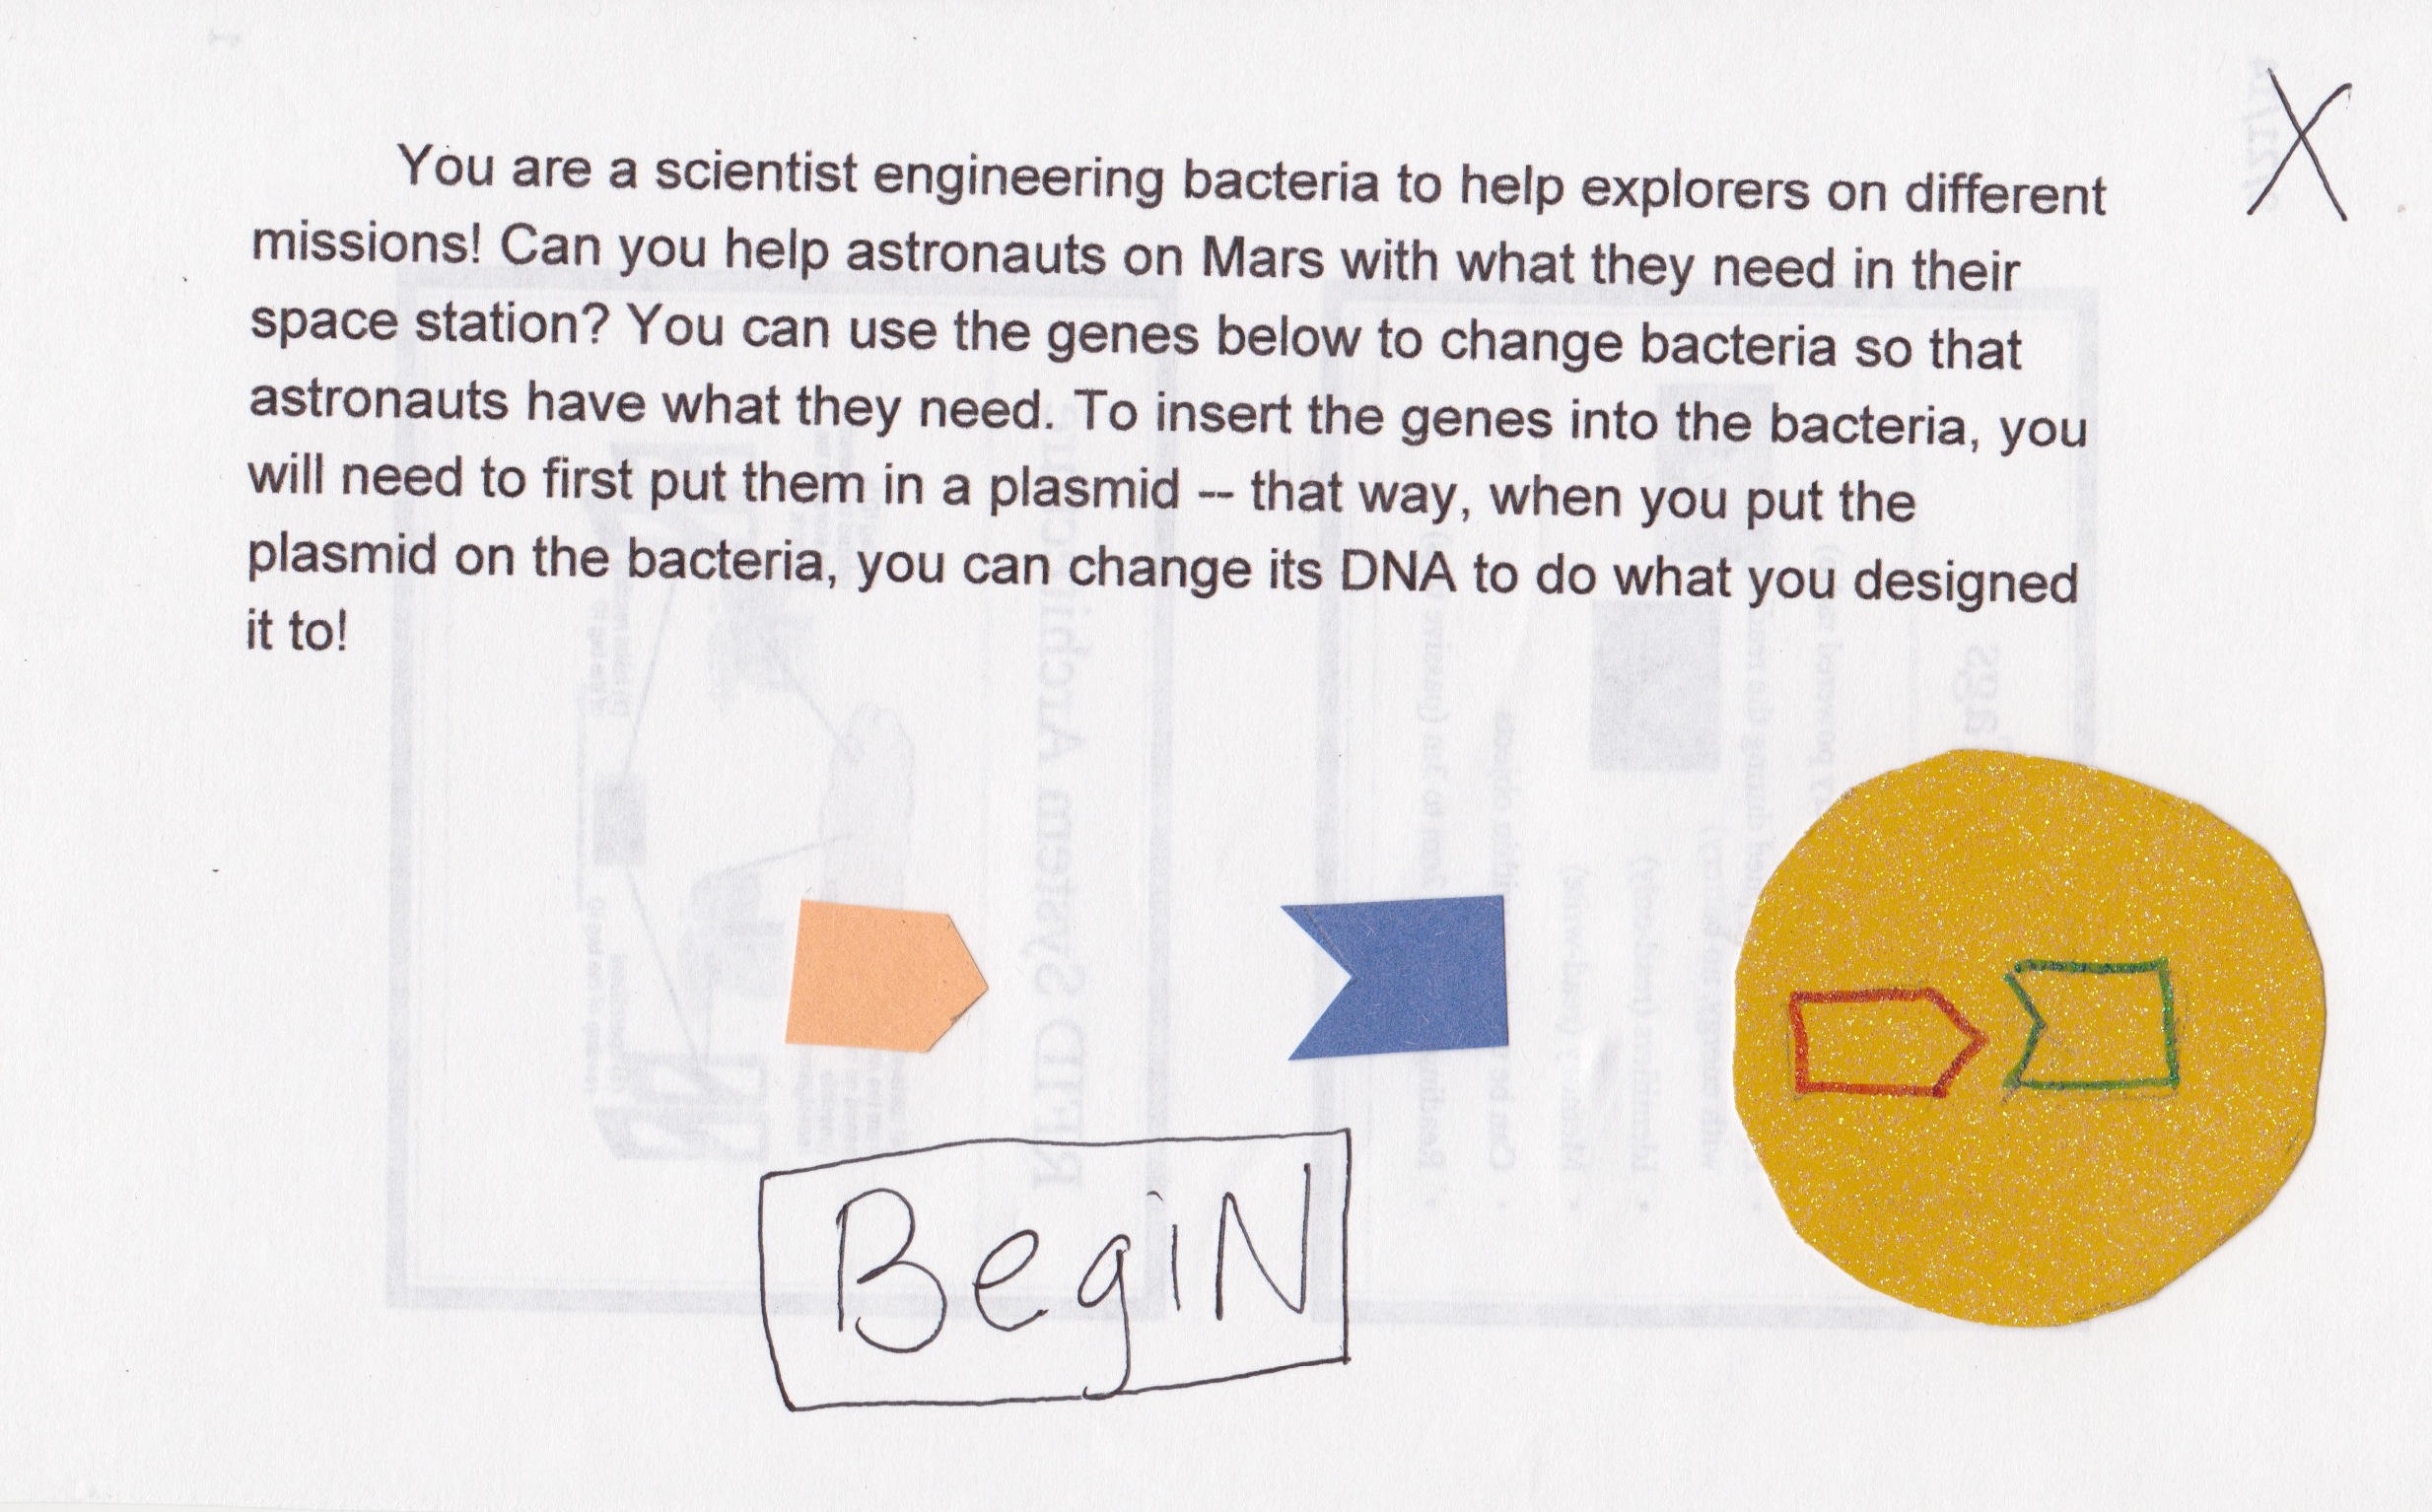 X
You are a scientist engineering bacteria to help explorers on different
missions! Can you help astronauts on Mars with what they need in their
space station? You can use the genes below to change bacteria so that
astronauts have what they need. To insert the genes into the bacteria, you
will need to first put them in a plasmid -- that way, when you put the
plasmid on the bacteria, you can change its DNA to do what you designed
it to!
RFID System Architecture
BegiN